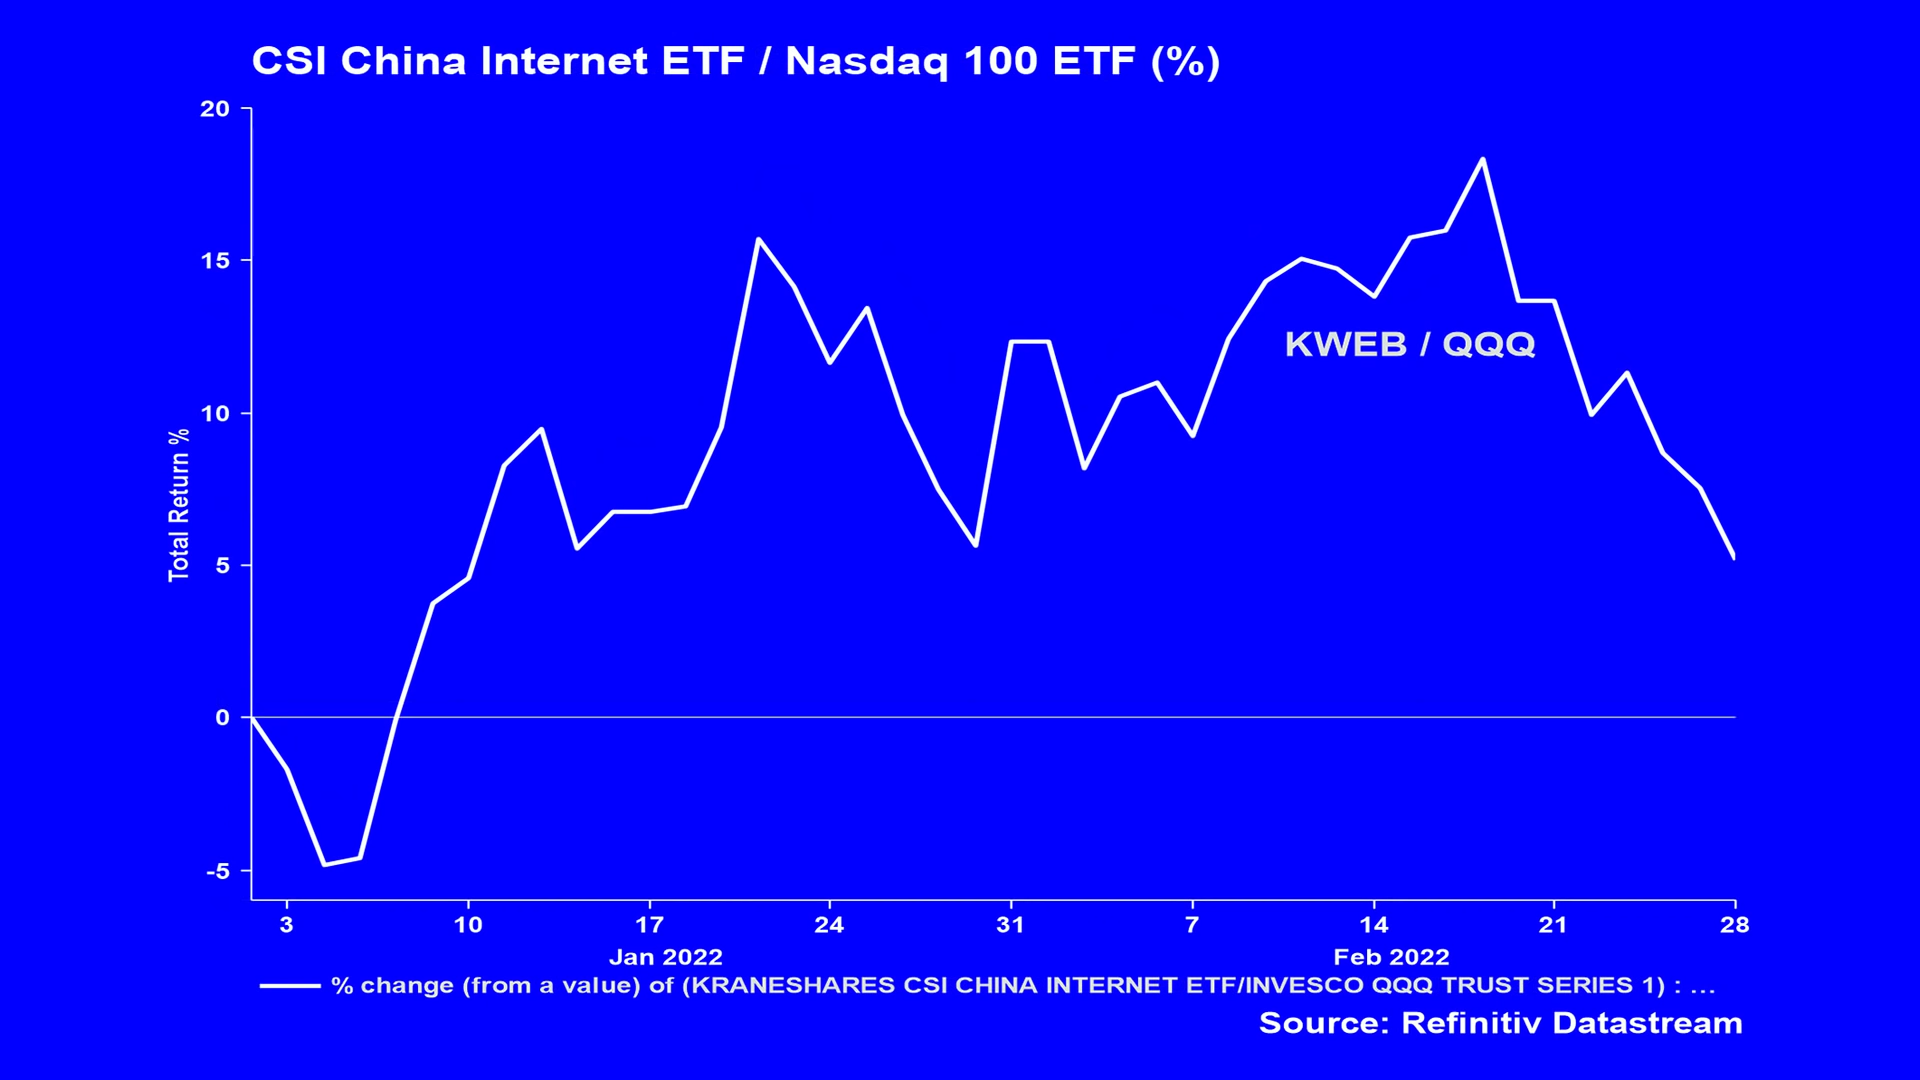 CSI China Internet ETF / Nasdaq 100 ETF (%)
20
15
10
5
0
-5
Total Return %
KWEB / QQQ
3 10 17 24 31 7 14 21 28
Jan 2022 Feb 2022
% change (from a value) of (KRANESHARES CSI CHINA INTERNET ETF/INVESCO QQQ TRUST SERIES 1) : ...
Source: Refinitiv Datastream